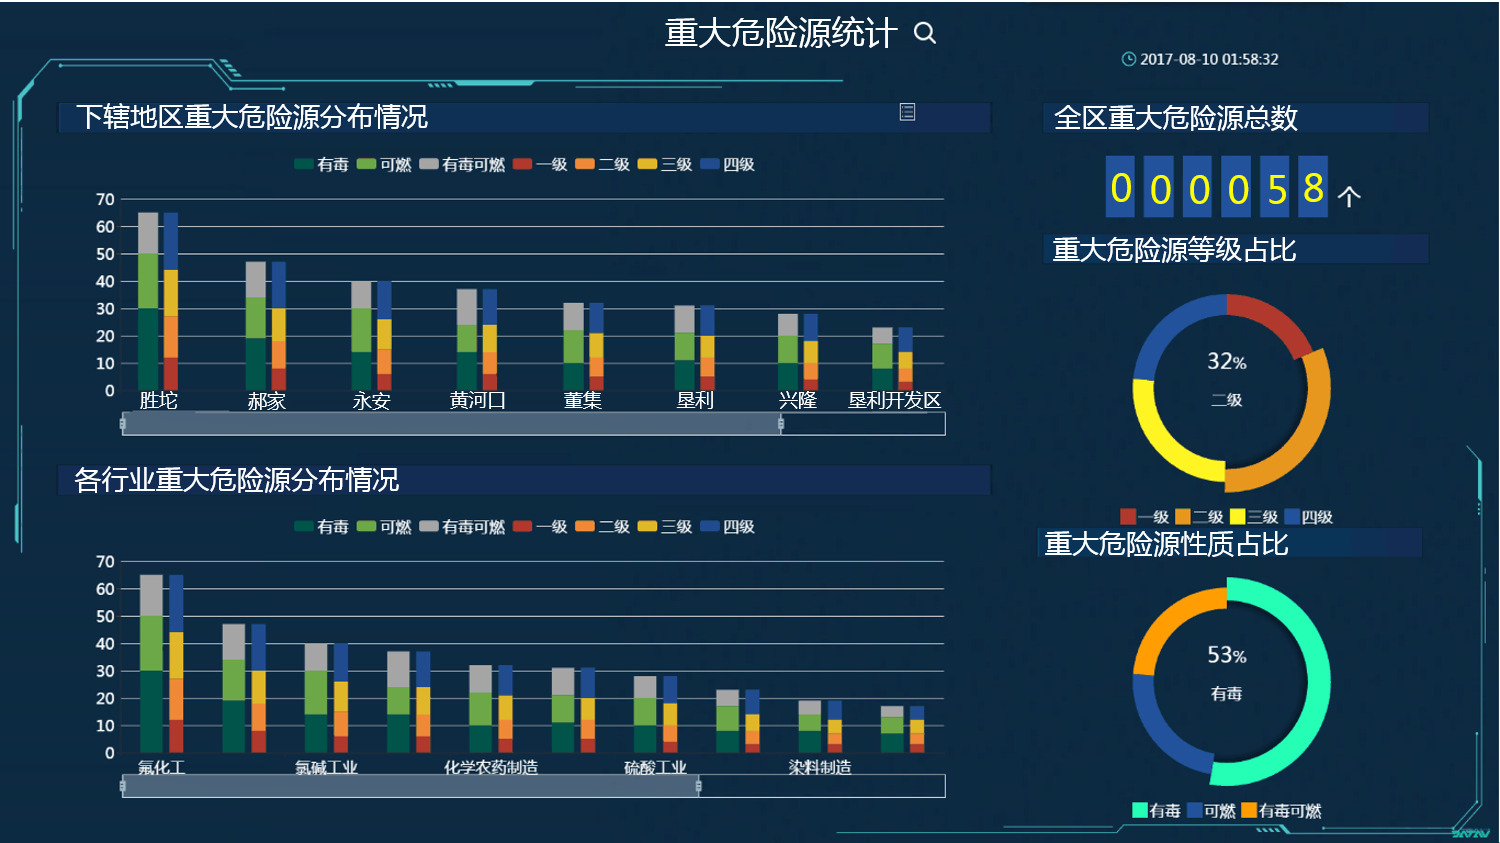 重大危险源统计
2017-08-10 01:58:32
下辖地区重大危险源分布情况
有毒 可燃 有毒可燃 一级 二级 三级 四级
70
60
50
40
30
20
10
0
胜坨 郝家 永安 黄河口 董集 垦利 兴隆 垦利开发区
各行业重大危险源分布情况
有毒 可燃 有毒可燃 一级 二级 三级 四级
70
60
50
40
30
20
10
0
氟化工 氯碱工业 化学农药制造 硫酸工业 染料制造
全区重大危险源总数
0 0 0 0 5 8 个
重大危险源等级占比
32%
二级
一级 二级 三级 四级
重大危险源性质占比
53%
有毒
有毒 可燃 有毒可燃